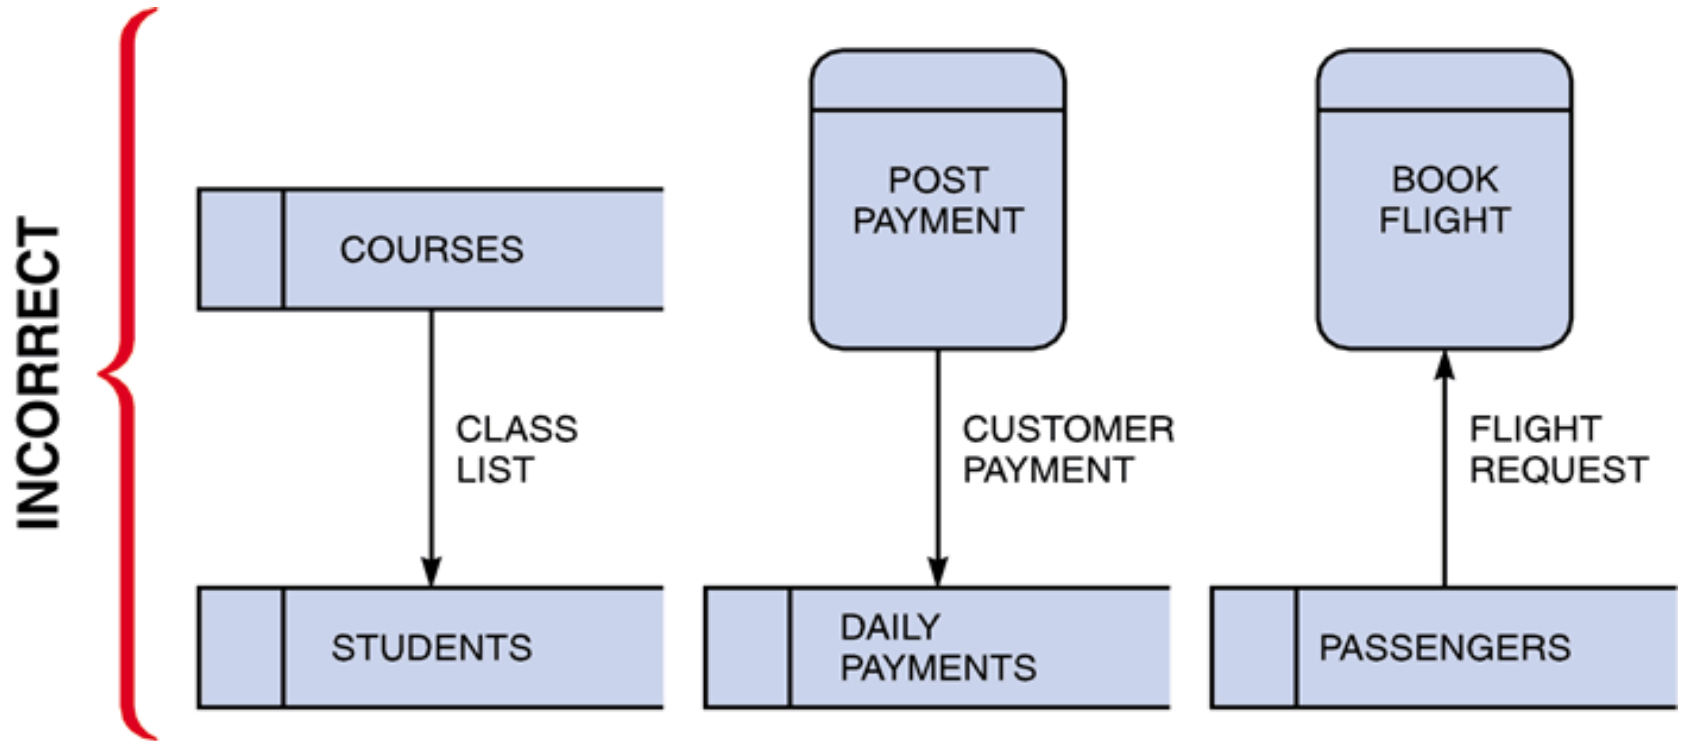 INCORRECT
COURSES
CLASS
LIST
STUDENTS
POST
PAYMENT
CUSTOMER
PAYMENT
DAILY
PAYMENTS
BOOK
FLIGHT
FLIGHT
REQUEST
PASSENGERS